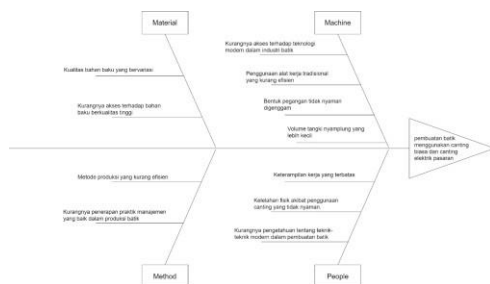 Material
Machine
Kurangnya akses terhadap teknologi
modern dalam industri batik
Kualitas bahan baku yang bervariasi
Penggunaan alat kerja tradisional
yang kurang efisien
Kurangnya akses terhadap bahan
baku berkualitas tinggi
Bentuk pegangan tidak nyaman
digenggam
Volume tangki nyamplung yang
lebih kecil
pembuatan batik
menggunakan canting
biasa dan canting
elektrik pasaran
Metode produksi yang kurang efisien
Keterampilan kerja yang terbatas
Kurangnya penerapan praktik manajemen
yang baik dalam produksi batik
Kelelahan fisik akibat penggunaan
canting yang tidak nyaman.
Kurangnya pengetahuan tentang teknik-
teknik modern dalam pembuatan batik
Method
People